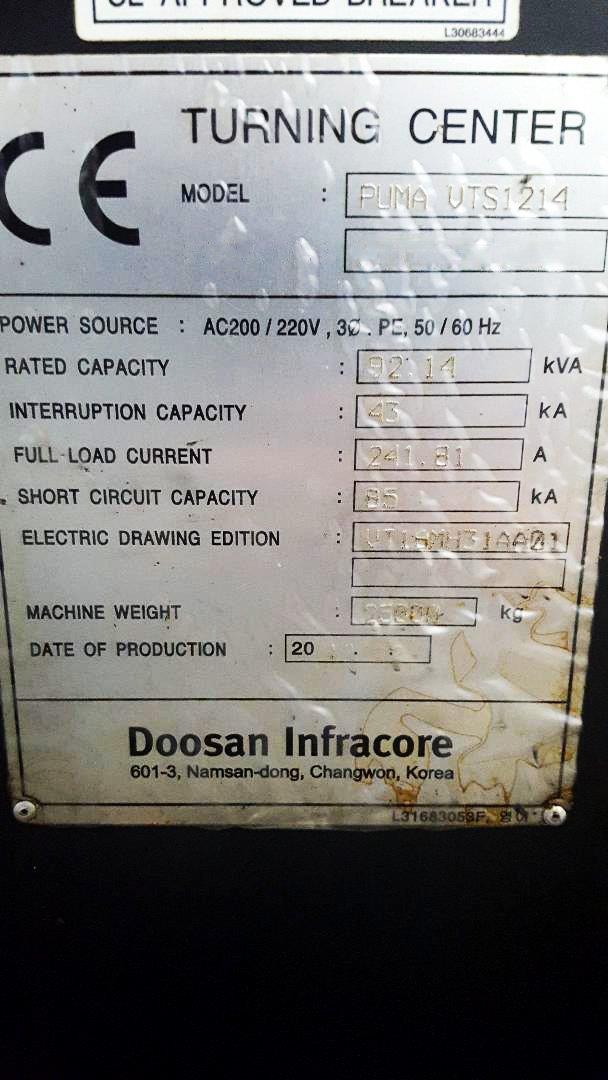 APPROVED BREAKER
L30683444
CE
TURNING CENTER
MODEL : PUMA VTS1214
POWER SOURCE : AC200 / 220V , 3Ø . PE, 50 / 60 Hz
RATED CAPACITY : 92.14 kVA
INTERRUPTION CAPACITY : 43 kA
FULL-LOAD CURRENT : 241.81 A
SHORT CIRCUIT CAPACITY : 85 kA
ELECTRIC DRAWING EDITION :
MACHINE WEIGHT : kg
DATE OF PRODUCTION : 20 . .
Doosan Infracore
601-3, Namsan-dong, Changwon, Korea